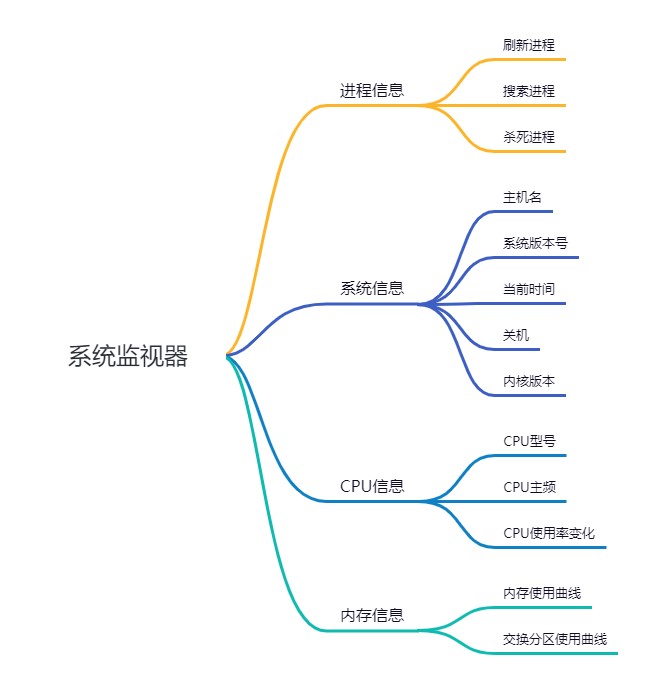 系统监视器
进程信息
刷新进程
搜索进程
杀死进程
系统信息
主机名
系统版本号
当前时间
关机
内核版本
CPU信息
CPU型号
CPU主频
CPU使用率变化
内存信息
内存使用曲线
交换分区使用曲线